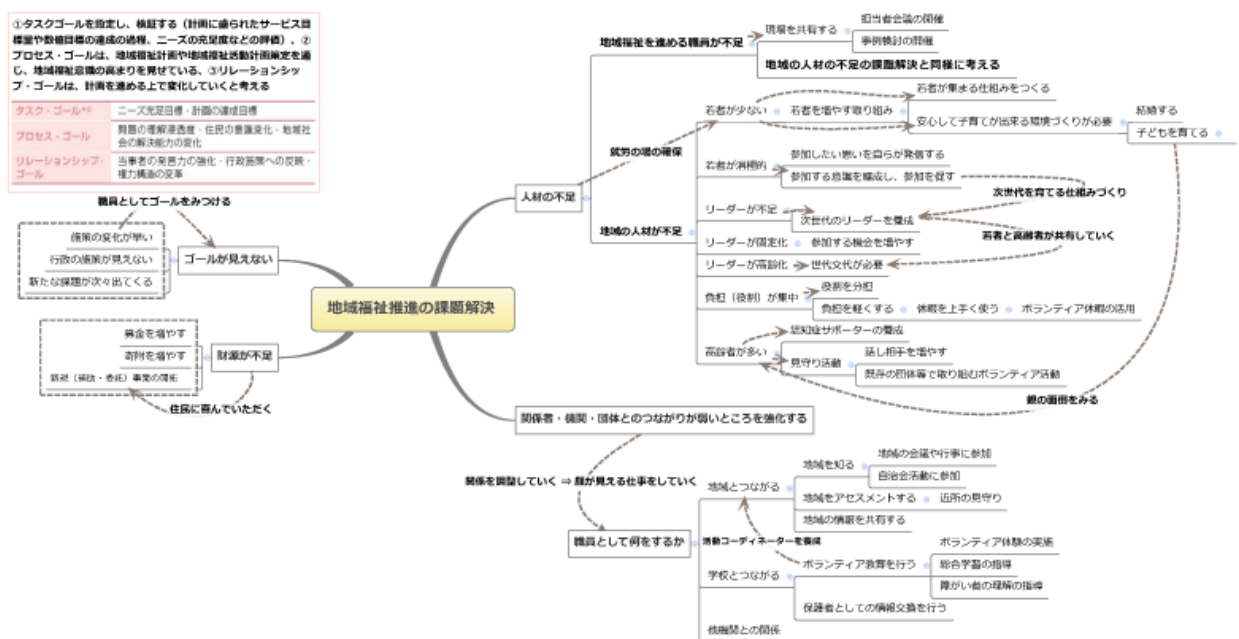 ①タスクゴールを設定し、検証する(計画に盛られたサービス目
標量や数値目標の達成の過程、ニーズの充足度などの評価)、②
プロセス・ゴールは、地域福祉計画や地域福祉活動計画策定を通
じ、地域福祉意識の高まりを見せている、③リレーションシッ
プ・ゴールは、計画を進める上で変化していくと考える
タスク・ゴール
ニーズ充足目標・計画の達成目標
プロセス・ゴール
問題の理解浸透度・住民の意識変化・地域社
会の解決能力の変化
リレーションシップ・
ゴール
当事者の発言力の強化・行政施策への反映・
権力構造の変革
職員としてゴールをみつける
施策の変化が早い
行政の施策が見えない
新たな課題が次々出てくる
ゴールが見えない
募金を増やす
寄附を増やす
新規(補助・委託)事業の開拓
財源が不足
住民に喜んでいただく
地域福祉推進の課題解決
人材の不足
地域福祉を進める職員が不足
現場を共有する
担当者会議の開催
事例検討の開催
地域の人材の不足の課題解決と同様に考える
就労の場の確保
地域の人材が不足
若者が少ない
若者を増やす取り組み
若者が集まる仕組みをつくる
安心して子育てが出来る環境づくりが必要
結婚する
子どもを育てる
若者が消極的
参加したい思いを自らが発信する
参加する意識を醸成し、参加を促す
次世代を育てる仕組みづくり
リーダーが不足
次世代のリーダーを養成
若者と高齢者が共有していく
リーダーが固定化
参加する機会を増やす
リーダーが高齢化
世代交代が必要
負担(役割)が集中
役割を分担
負担を軽くする
休暇を上手く使う
ボランティア休暇の活用
高齢者が多い
認知症サポーターの養成
見守り活動
話し相手を増やす
既存の団体等で取り組むボランティア活動
親の面倒をみる
関係者・機関・団体とのつながりが弱いところを強化する
関係を調整していく ⇒ 顔が見える仕事をしていく
職員として何をするか
地域とつながる
地域を知る
地域の会議や行事に参加
自治会活動に参加
地域をアセスメントする
近所の見守り
地域の情報を共有する
活動コーディネーターを養成
学校とつながる
ボランティア教育を行う
ボランティア体験の実施
総合学習の指導
障がい者の理解の指導
保護者としての情報交換を行う
他機関との関係